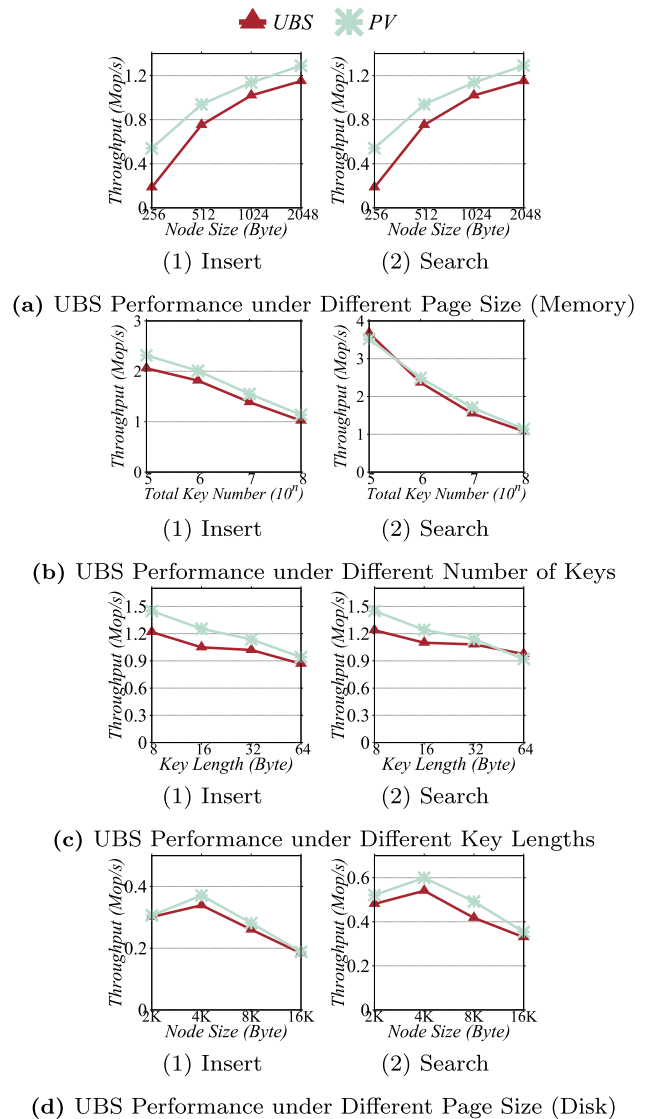 UBS PV
Throughput (Mop/s)
0 0.4 0.8 1.2
256 512 1024 2048
Node Size (Byte)
(1) Insert
Throughput (Mop/s)
0 0.4 0.8 1.2
256 512 1024 2048
Node Size (Byte)
(2) Search
(a) UBS Performance under Different Page Size (Memory)
Throughput (Mop/s)
0 1 2 3
5 6 7 8
Total Key Number (10^n)
(1) Insert
Throughput (Mop/s)
0 1 2 3 4
5 6 7 8
Total Key Number (10^n)
(2) Search
(b) UBS Performance under Different Number of Keys
Throughput (Mop/s)
0 0.3 0.6 0.9 1.2 1.5
8 16 32 64
Key Length (Byte)
(1) Insert
Throughput (Mop/s)
0 0.3 0.6 0.9 1.2 1.5
8 16 32 64
Key Length (Byte)
(2) Search
(c) UBS Performance under Different Key Lengths
Throughput (Mop/s)
0 0.2 0.4
2K 4K 8K 16K
Node Size (Byte)
(1) Insert
Throughput (Mop/s)
0 0.2 0.4 0.6
2K 4K 8K 16K
Node Size (Byte)
(2) Search
(d) UBS Performance under Different Page Size (Disk)